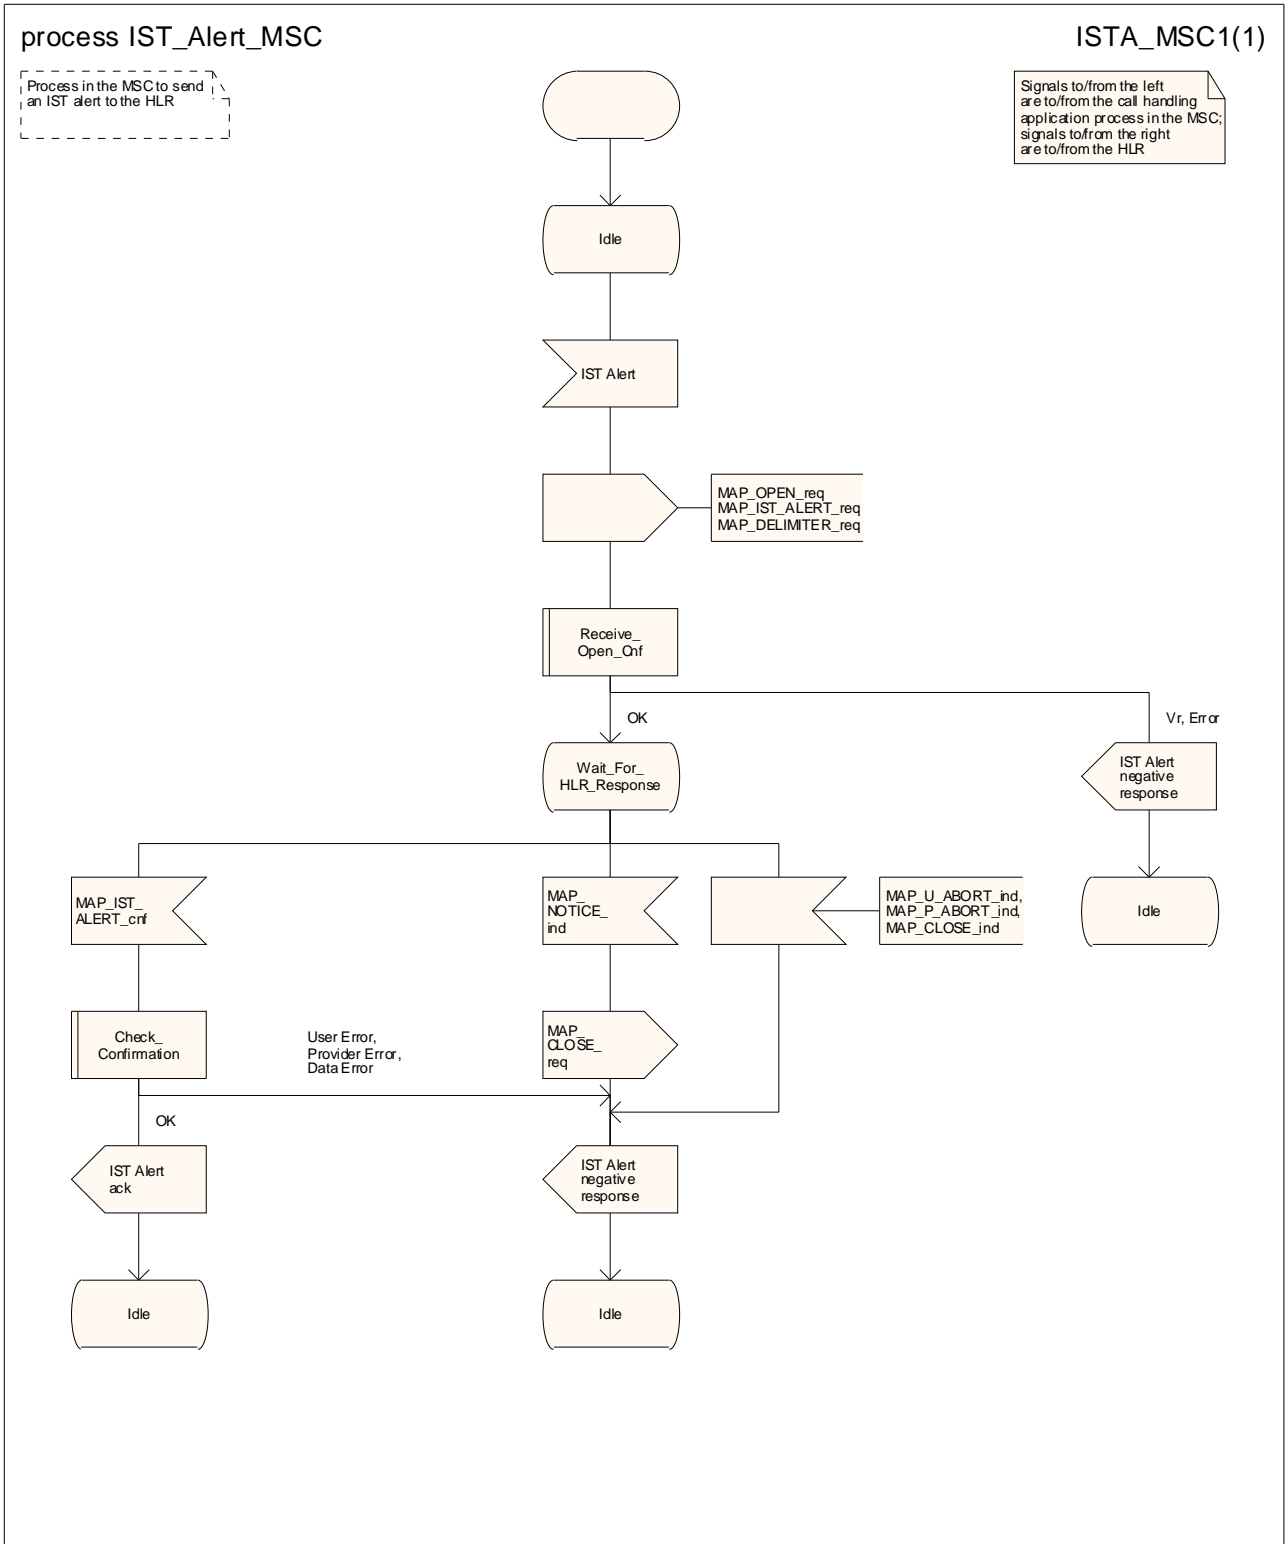 process IST_Alert_MSC
ISTA_MSC1(1)
Process in the MSC to send
an IST alert to the HLR
Signals to/from the left
are to/from the call handling
application process in the MSC;
signals to/from the right
are to/from the HLR
Idle
IST Alert
MAP_OPEN_req
MAP_IST_ALERT_req
MAP_DELIMITER_req
Receive_
Open_Cnf
OK
Vr, Error
Wait_For_
HLR_Response
IST Alert
negative
response
MAP_IST_
ALERT_cnf
MAP_
NOTICE_
ind
MAP_U_ABORT_ind,
MAP_P_ABORT_ind,
MAP_CLOSE_ind
Idle
Check_
Confirmation
User Error,
Provider Error,
Data Error
MAP_
CLOSE_
req
OK
IST Alert
ack
IST Alert
negative
response
Idle
Idle